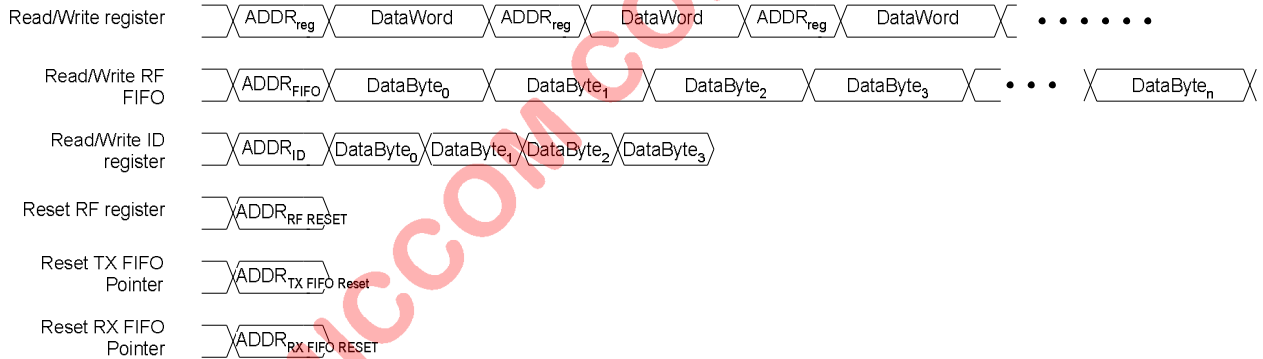 Read/Write register ADDRreg DataWord ADDRreg DataWord ADDRreg DataWord
Read/Write RF
FIFO
ADDRFIFO DataByte0 DataByte1 DataByte2 DataByte3 DataByten
Read/Write ID
register
ADDRID DataByte0 DataByte1 DataByte2 DataByte3
Reset RF register ADDRRF RESET
Reset TX FIFO
Pointer
ADDRTX FIFO Reset
Reset RX FIFO
Pointer
ADDRRX FIFO RESET
ICCOM CO